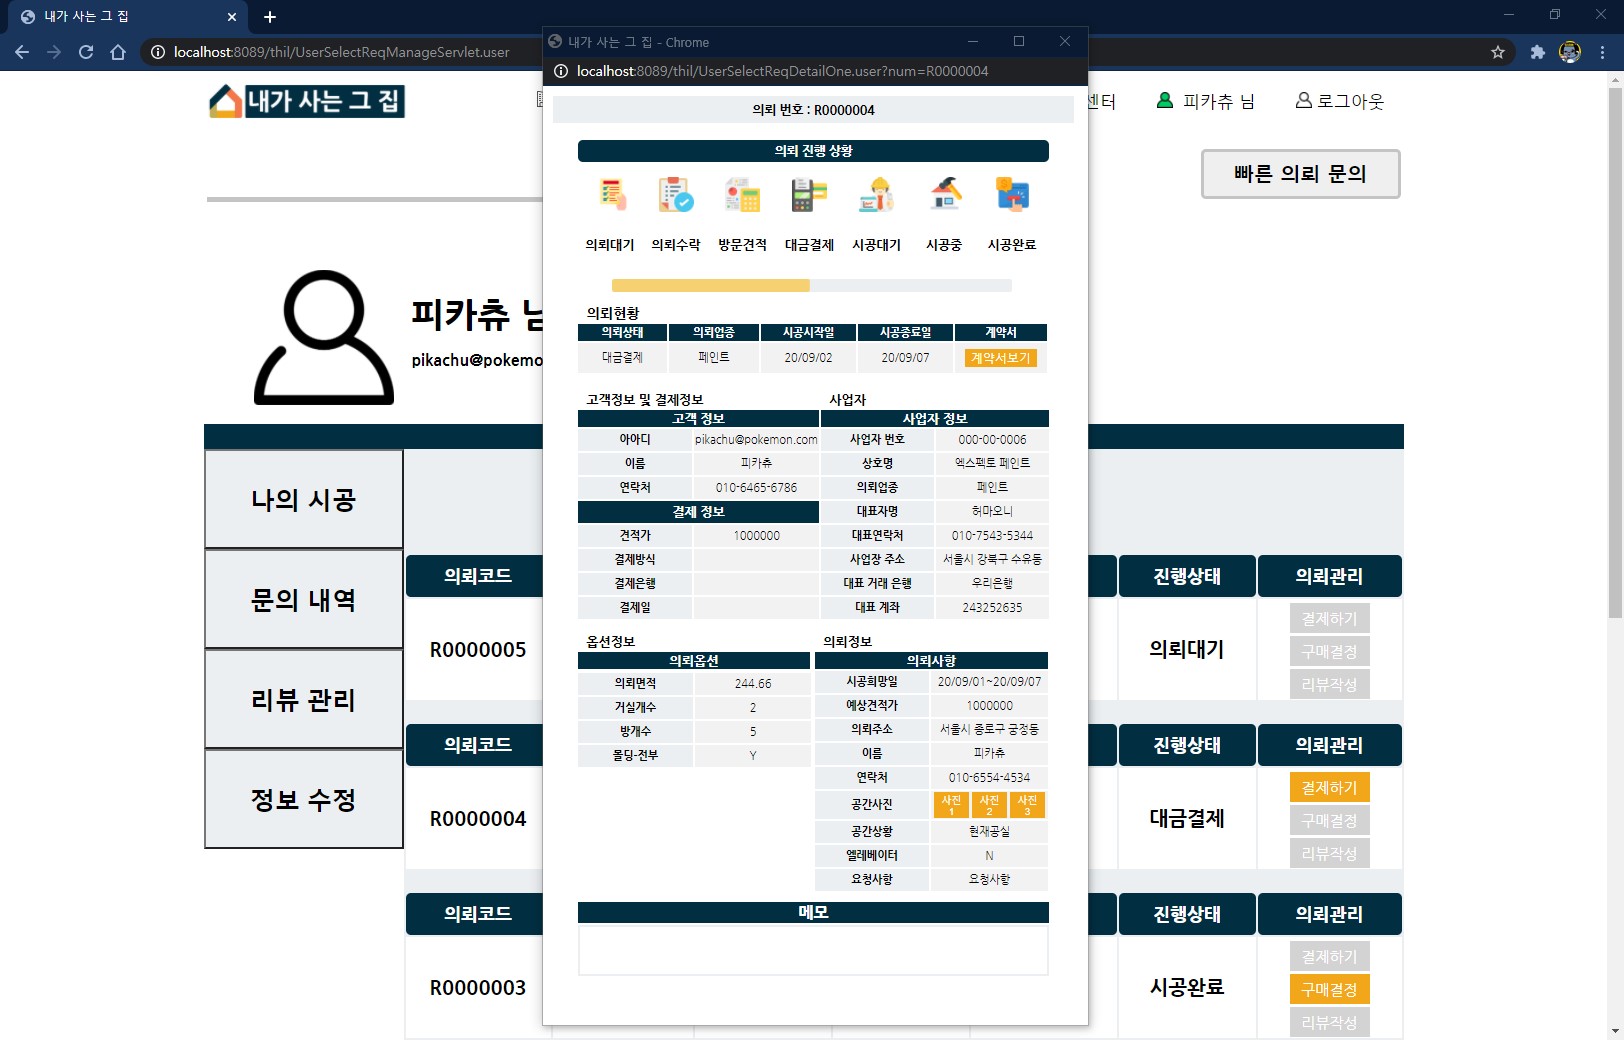 내가 사는 그 집
localhost:8089/thil/UserSelectReqManageServlet.user
내가 사는 그 집
센터
피카츄 님
로그아웃
빠른 의뢰 문의
피카츄 님
pikachu@pokemo
나의 시공
문의 내역
리뷰 관리
정보 수정
의뢰코드 진행상태 의뢰관리
R0000005 의뢰대기 결제하기
구매결정
리뷰작성
의뢰코드 진행상태 의뢰관리
R0000004 대금결제 결제하기
구매결정
리뷰작성
의뢰코드 진행상태 의뢰관리
R0000003 시공완료 결제하기
구매결정
리뷰작성
내가 사는 그 집 - Chrome
localhost:8089/thil/UserSelectReqDetailOne.user?num=R0000004
의뢰 번호 : R0000004
의뢰 진행 상황
의뢰대기 의뢰수락 방문견적 대금결제 시공대기 시공중 시공완료
의뢰현황
의뢰상태 의뢰업종 시공시작일 시공종료일 계약서
대금결제 페인트 20/09/02 20/09/07 계약서보기
고객정보 및 결제정보
고객 정보
아아디 pikachu@pokemon.com
이름 피카츄
연락처 010-6465-6786
결제 정보
견적가 1000000
결제방식
결제은행
결제일
사업자
사업자 정보
사업자 번호 000-00-0006
상호명 엑스펙토 페인트
의뢰업종 페인트
대표자명 허마오니
대표연락처 010-7543-5344
사업장 주소 서울시 강북구 수유동
대표 거래 은행 우리은행
대표 계좌 243252635
옵션정보
의뢰옵션
의뢰면적 244.66
거실개수 2
방개수 5
몰딩-전부 Y
의뢰정보
의뢰사항
시공희망일 20/09/01~20/09/07
예상견적가 1000000
의뢰주소 서울시 종로구 궁정동
이름 피카츄
연락처 010-6554-4534
공간사진 사진1 사진2 사진3
공간상황 현재공실
엘레베이터 N
요청사항 요청사항
메모